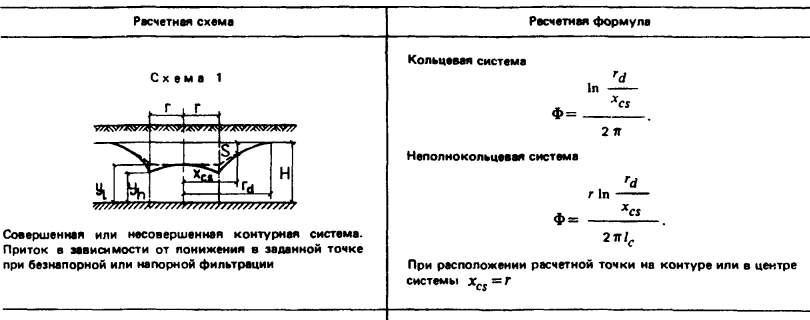 Расчетная схема
Расчетная формула
Схема 1
r r
S
H
x_cs
r_d
y_l
y_h
Совершенная или несовершенная контурная система.
Приток в зависимости от понижения в заданной точке
при безнапорной или напорной фильтрации
Кольцевая система
Φ = ln (r_d / x_cs) / 2 π .
Неполнокольцевая система
Φ = r ln (r_d / x_cs) / 2 π l_c .
При расположении расчетной точки на контуре или в центре
системы x_cs = r